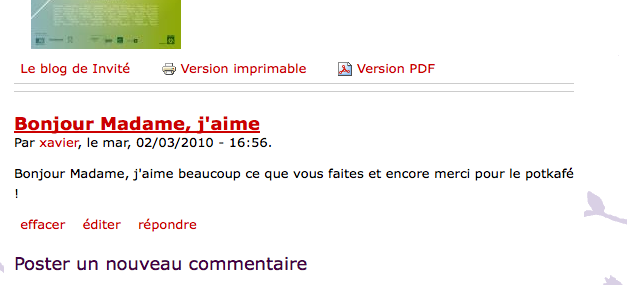 Le blog de Invité Version imprimable Version PDF
Bonjour Madame, j'aime
Par xavier, le mar, 02/03/2010 - 16:56.
Bonjour Madame, j'aime beaucoup ce que vous faites et encore merci pour le potkafé
!
effacer éditer répondre
Poster un nouveau commentaire